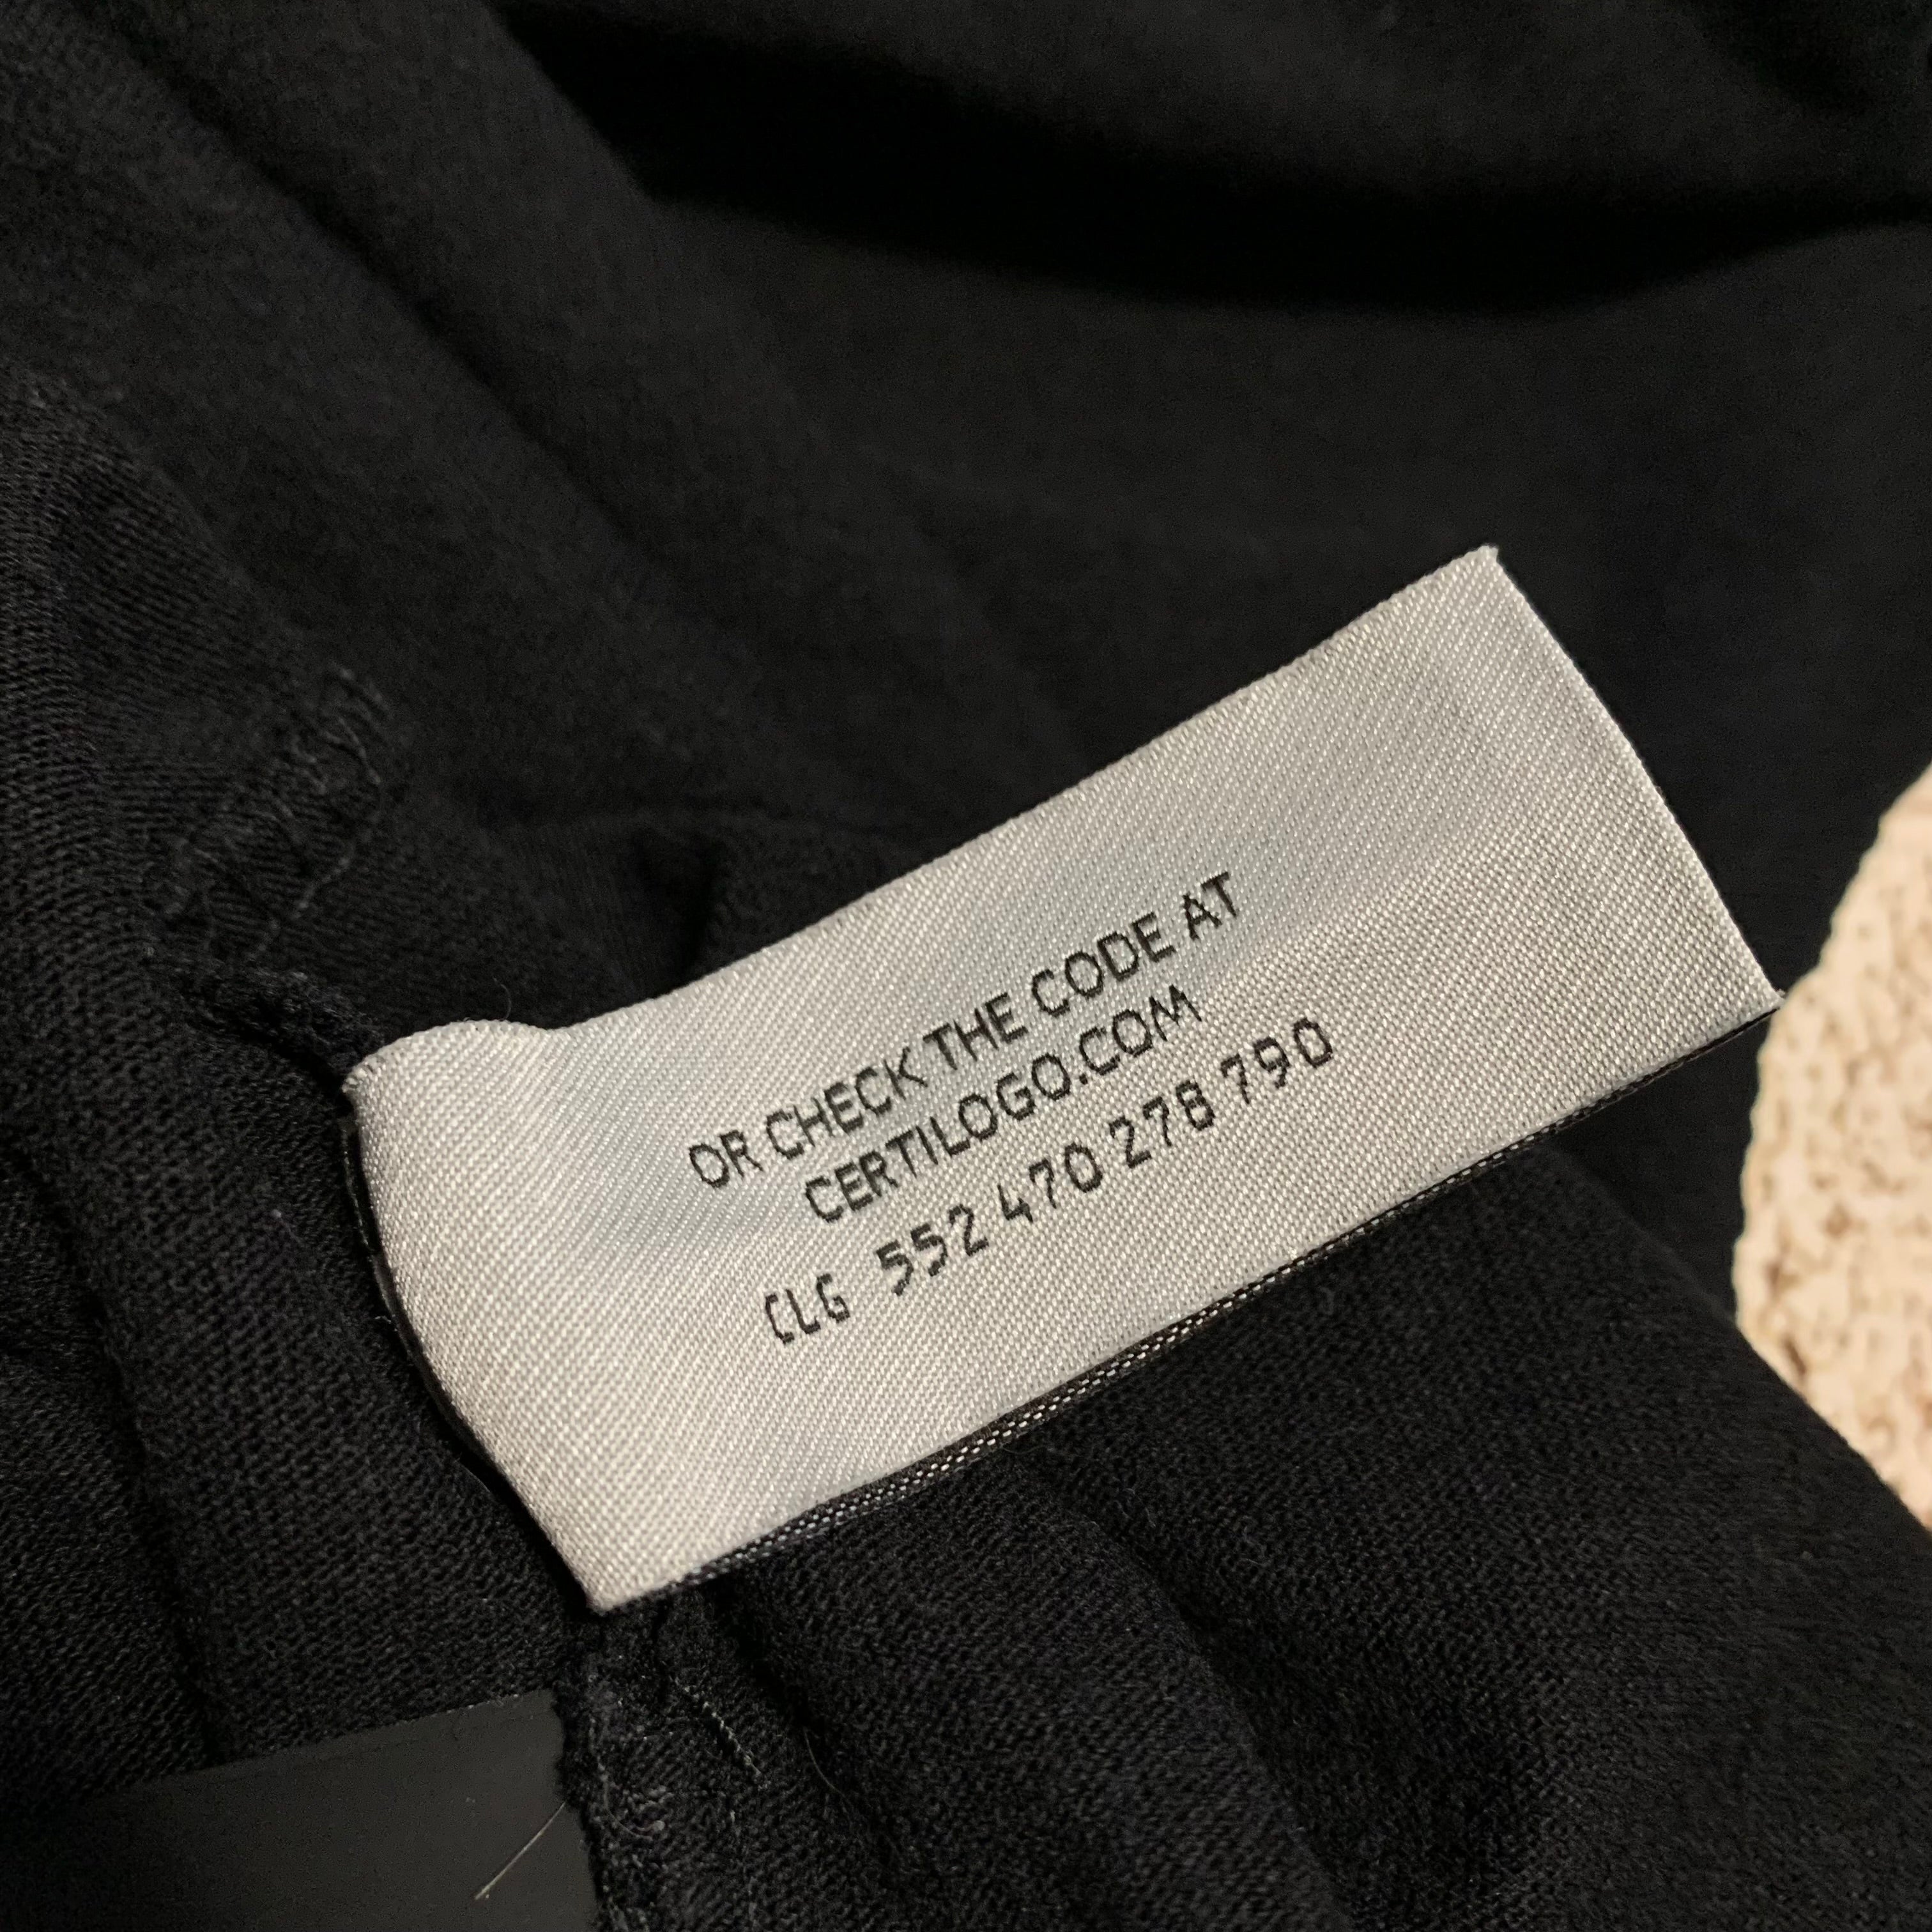 OR CHECK THE CODE AT
CERTILOGO.COM
CLG 552 470 278 790